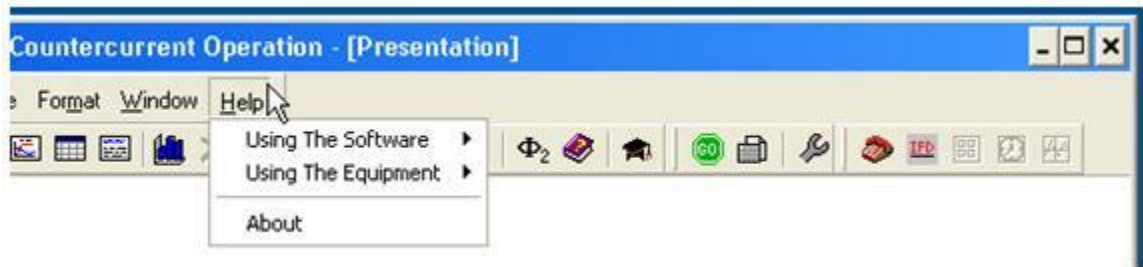 Countercurrent Operation - [Presentation]
e Format Window Help
Using The Software
Φ2 GO IFD
Using The Equipment
About